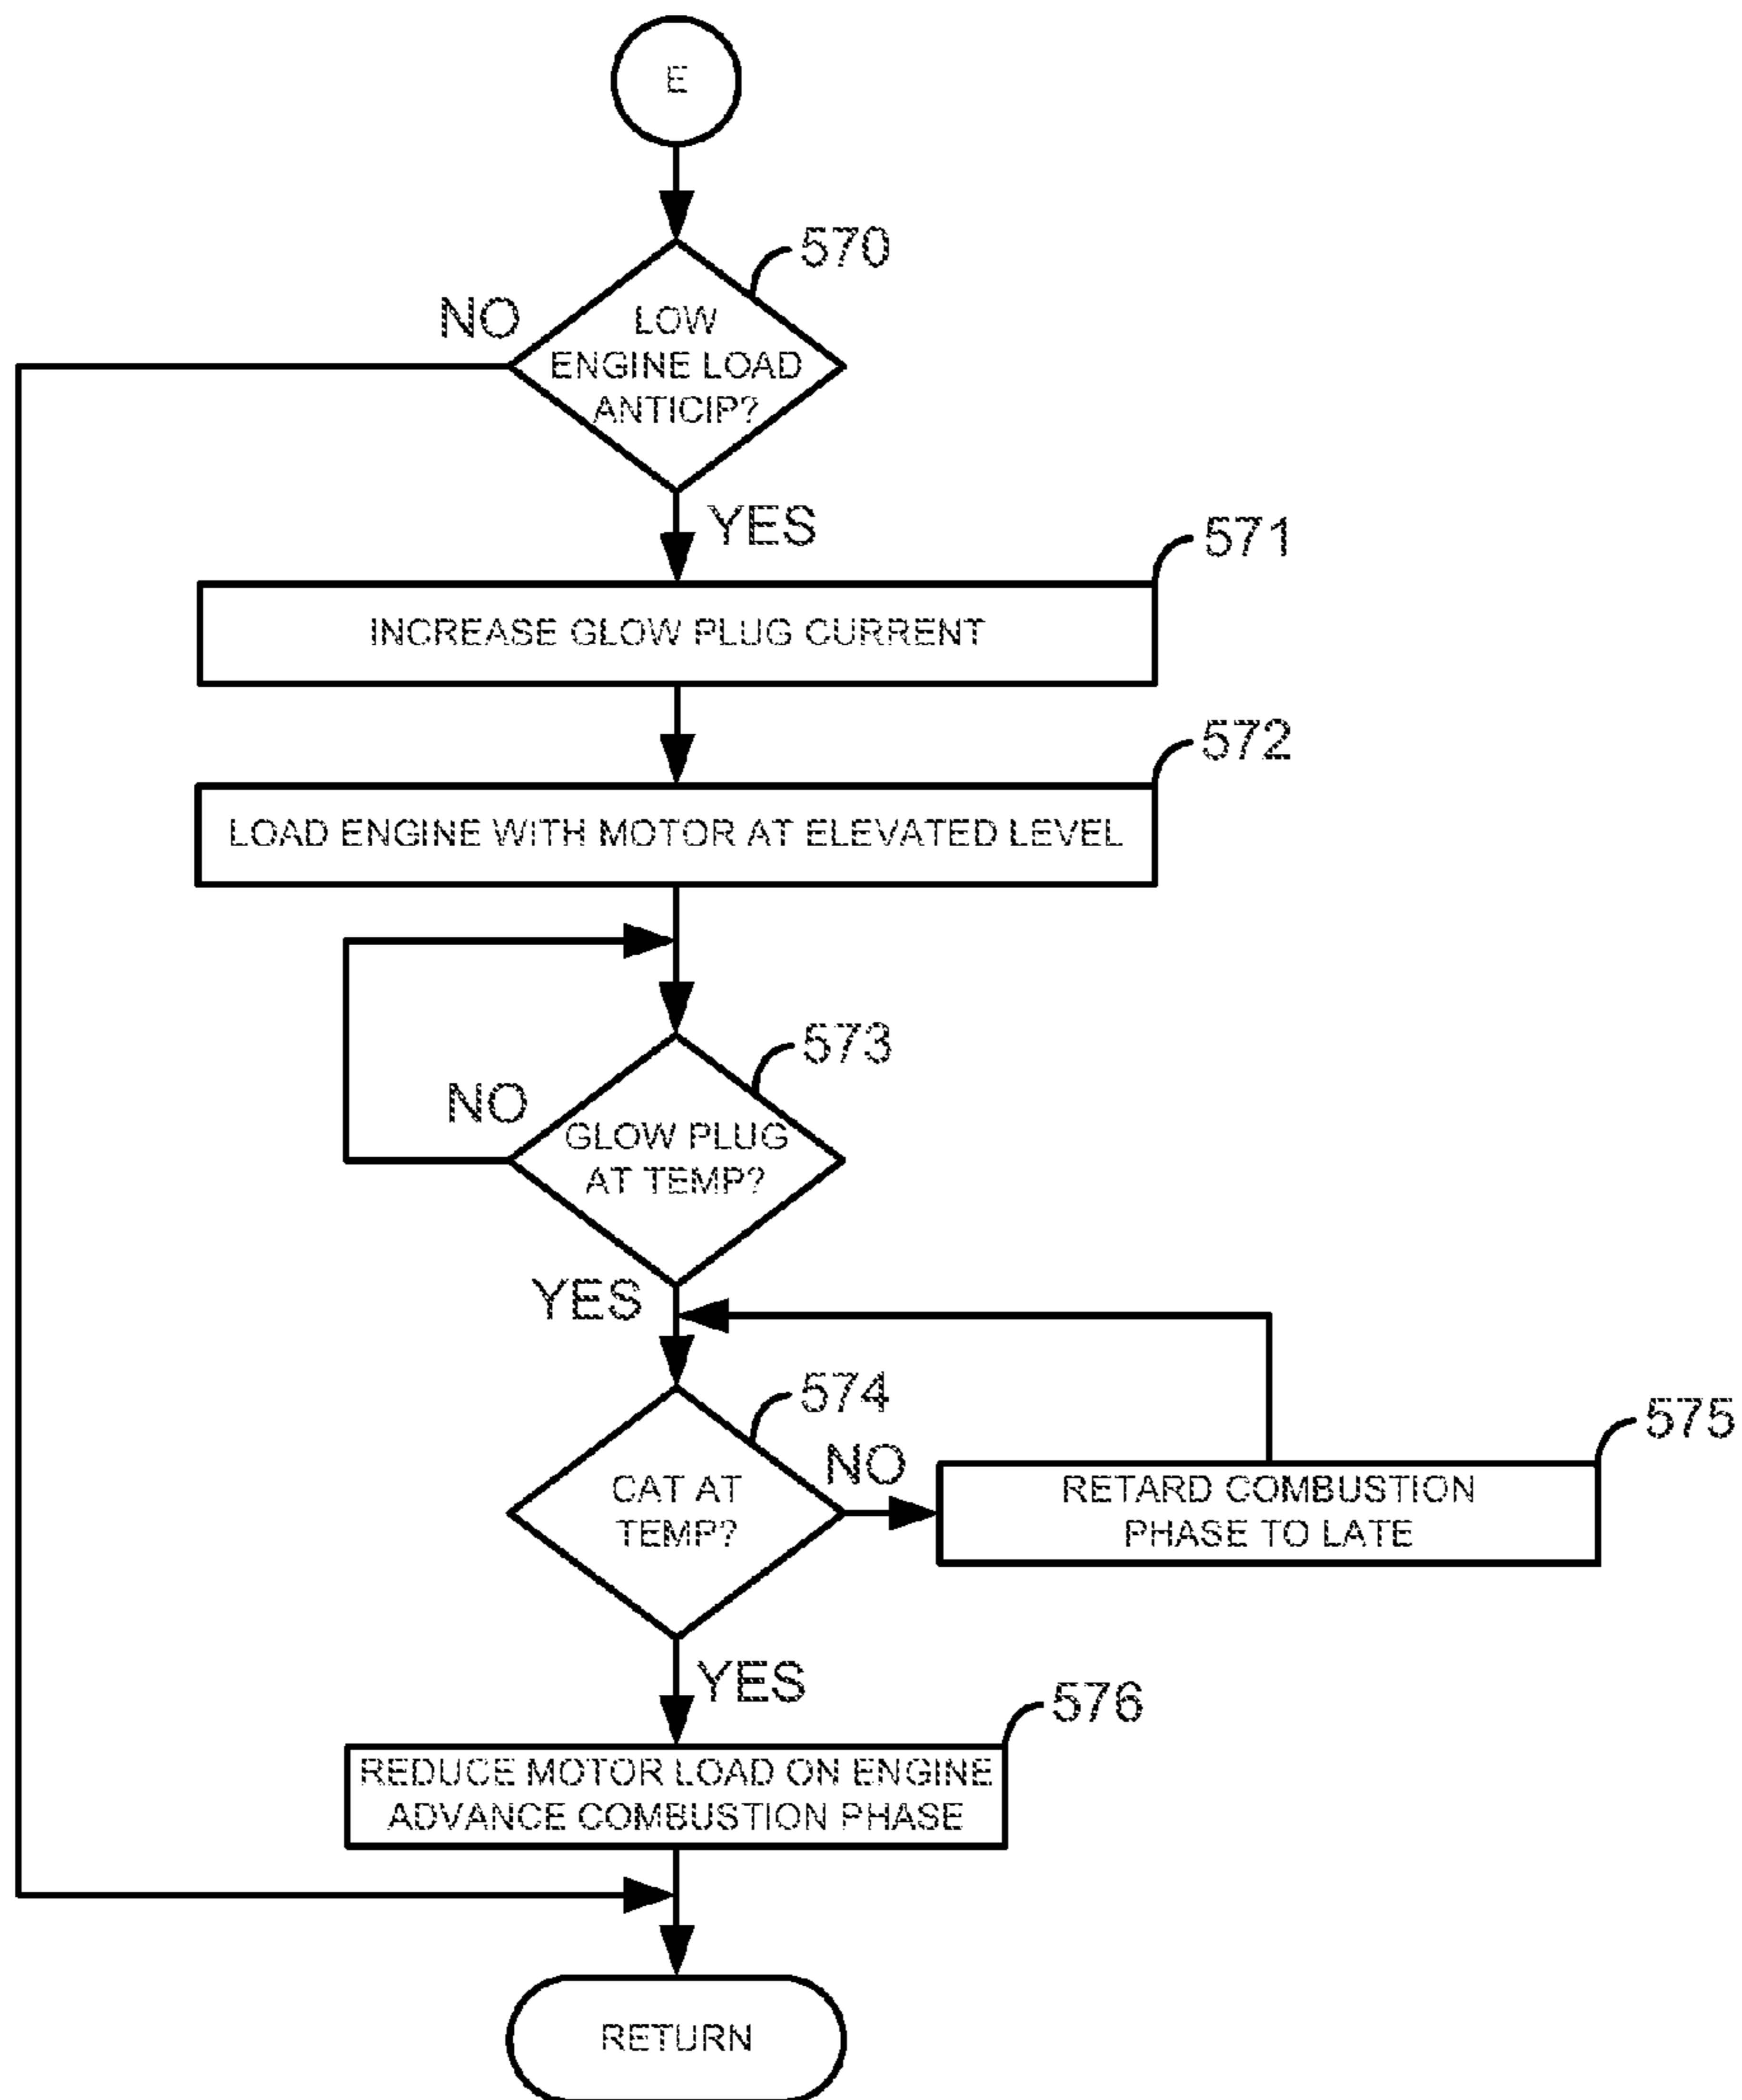 E
570
NO
LOW
ENGINE LOAD
ANTICIP?
YES
571
INCREASE GLOW PLUG CURRENT
572
LOAD ENGINE WITH MOTOR AT ELEVATED LEVEL
573
NO
GLOW PLUG
AT TEMP?
YES
574
CAT AT
TEMP?
NO
575
RETARD COMBUSTION
PHASE TO LATE
YES
576
REDUCE MOTOR LOAD ON ENGINE
ADVANCE COMBUSTION PHASE
RETURN